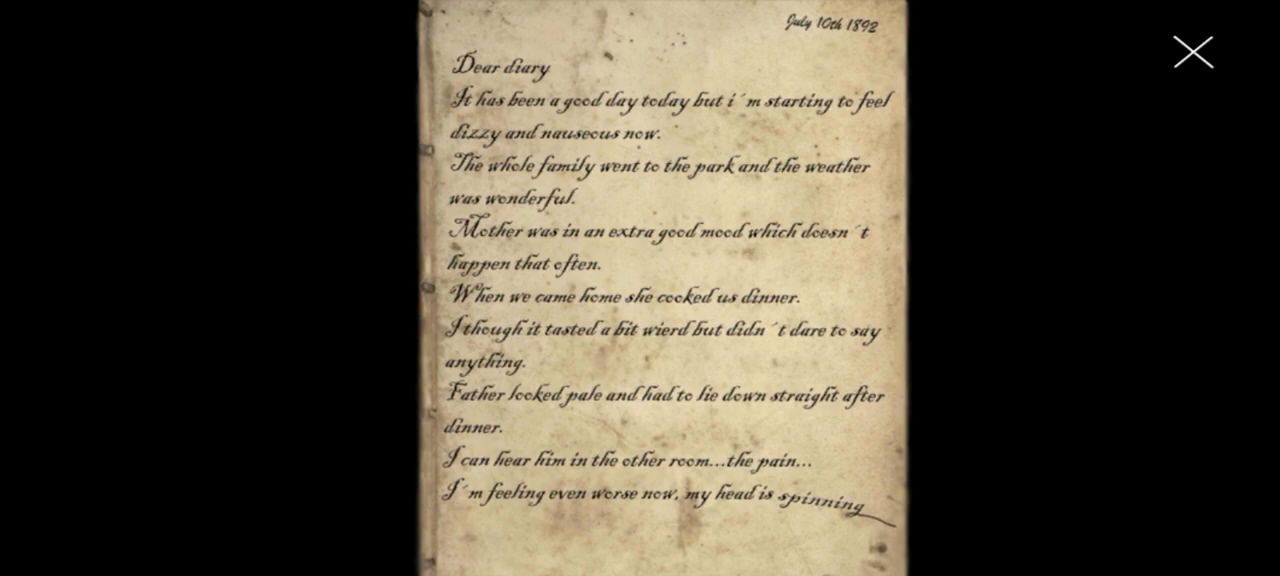 July 10th 1892
Dear diary
It has been a good day today but i´m starting to feel
dizzy and nauseous now.
The whole family went to the park and the weather
was wonderful.
Mother was in an extra good mood which doesn´t
happen that often.
When we came home she cooked us dinner.
I though it tasted a bit wierd but didn´t dare to say
anything.
Father looked pale and had to lie down straight after
dinner.
I can hear him in the other room...the pain...
I´m feeling even worse now, my head is spinning